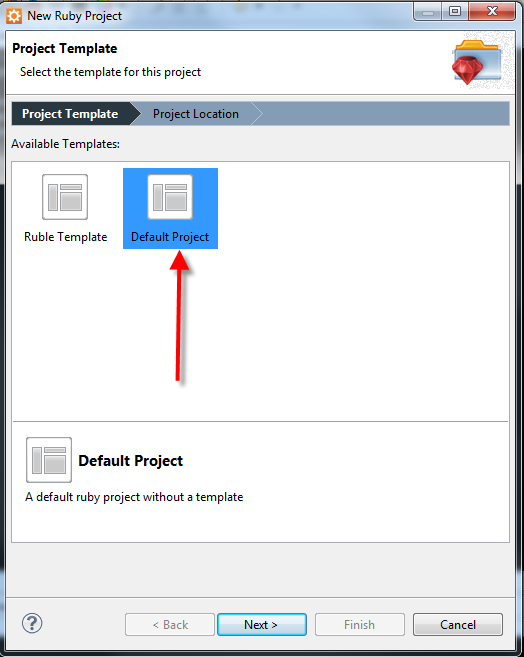 New Ruby Project
Project Template
Select the template for this project
Project Template Project Location
Available Templates:
Ruble Template Default Project
Default Project
A default ruby project without a template
? < Back Next > Finish Cancel